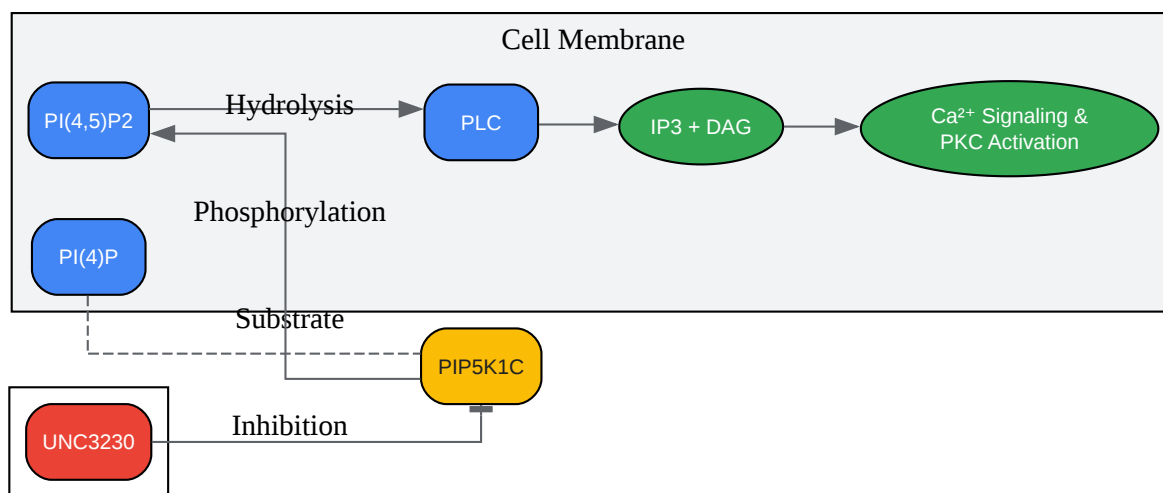 Cell Membrane
PI(4,5)P2
Hydrolysis
PLC
IP3 + DAG
Ca²⁺ Signaling &
PKC Activation
Phosphorylation
PI(4)P
Substrate
PIP5K1C
UNC3230
Inhibition